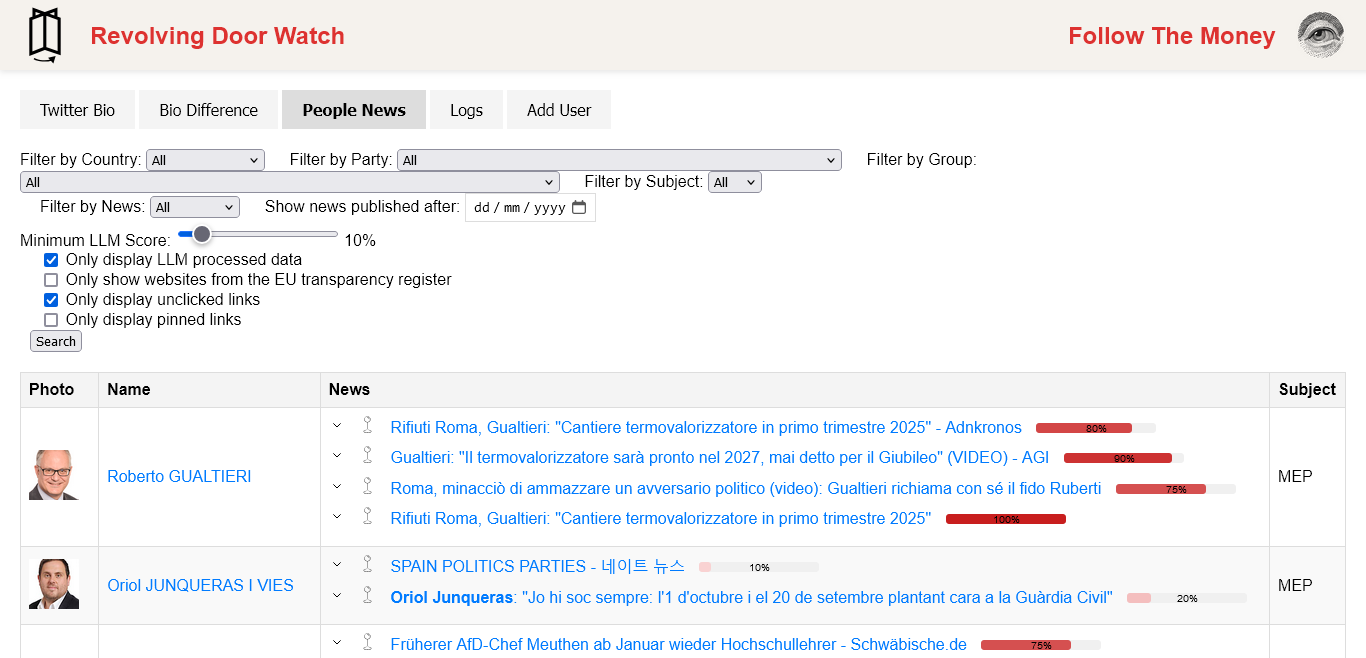 Revolving Door Watch Follow The Money
Twitter Bio Bio Difference People News Logs Add User
Filter by Country: All Filter by Party: All Filter by Group:
All Filter by Subject: All
Filter by News: All Show news published after: dd / mm / yyyy
Minimum LLM Score: 10%
Only display LLM processed data
Only show websites from the EU transparency register
Only display unclicked links
Only display pinned links
Search
Photo Name News Subject
Roberto GUALTIERI
Rifiuti Roma, Gualtieri: "Cantiere termovalorizzatore in primo trimestre 2025" - Adnkronos 80%
Gualtieri: "Il termovalorizzatore sarà pronto nel 2027, mai detto per il Giubileo" (VIDEO) - AGI 90%
Roma, minacciò di ammazzare un avversario politico (video): Gualtieri richiama con sé il fido Ruberti 75%
Rifiuti Roma, Gualtieri: "Cantiere termovalorizzatore in primo trimestre 2025" 100%
MEP
Oriol JUNQUERAS I VIES
SPAIN POLITICS PARTIES - 네이트 뉴스 10%
Oriol Junqueras: "Jo hi soc sempre: l'1 d'octubre i el 20 de setembre plantant cara a la Guàrdia Civil" 20%
MEP
Früherer AfD-Chef Meuthen ab Januar wieder Hochschullehrer - Schwäbische.de 75%